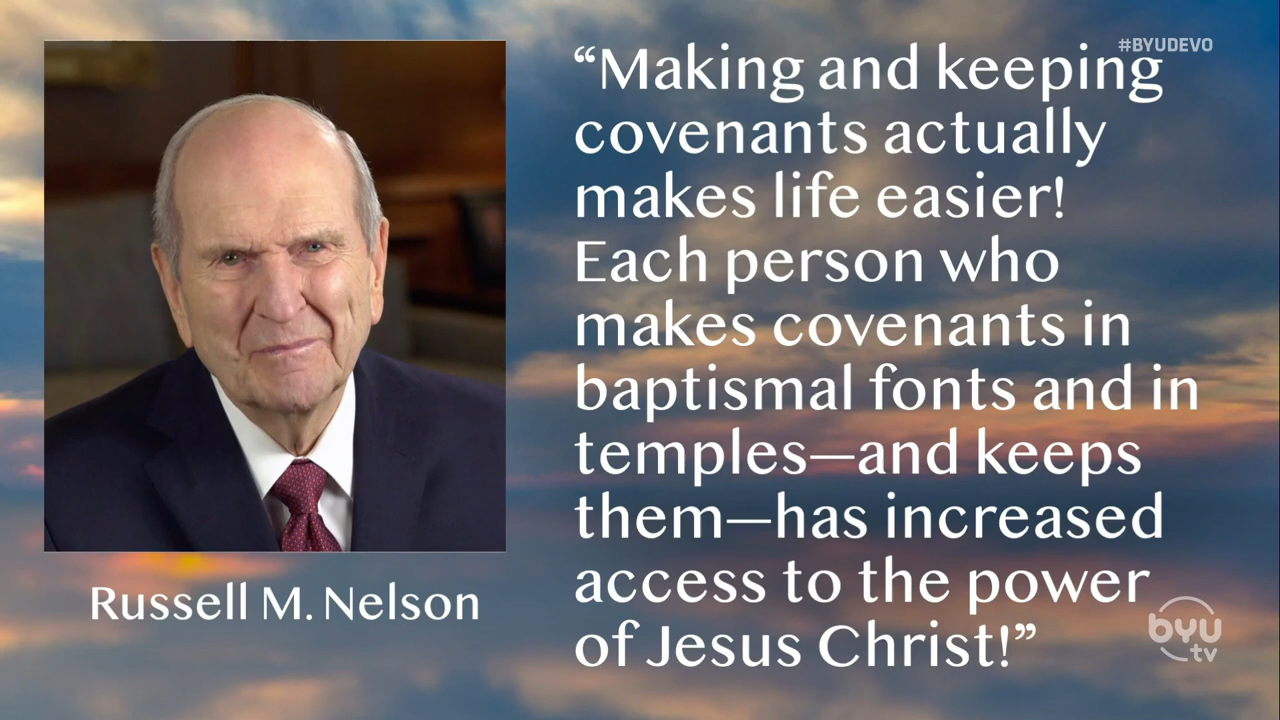 #BYUDEVO
“Making and keeping
covenants actually
makes life easier!
Each person who
makes covenants in
baptismal fonts and in
temples—and keeps
them—has increased
access to the power
of Jesus Christ!”
Russell M. Nelson
byu
tv